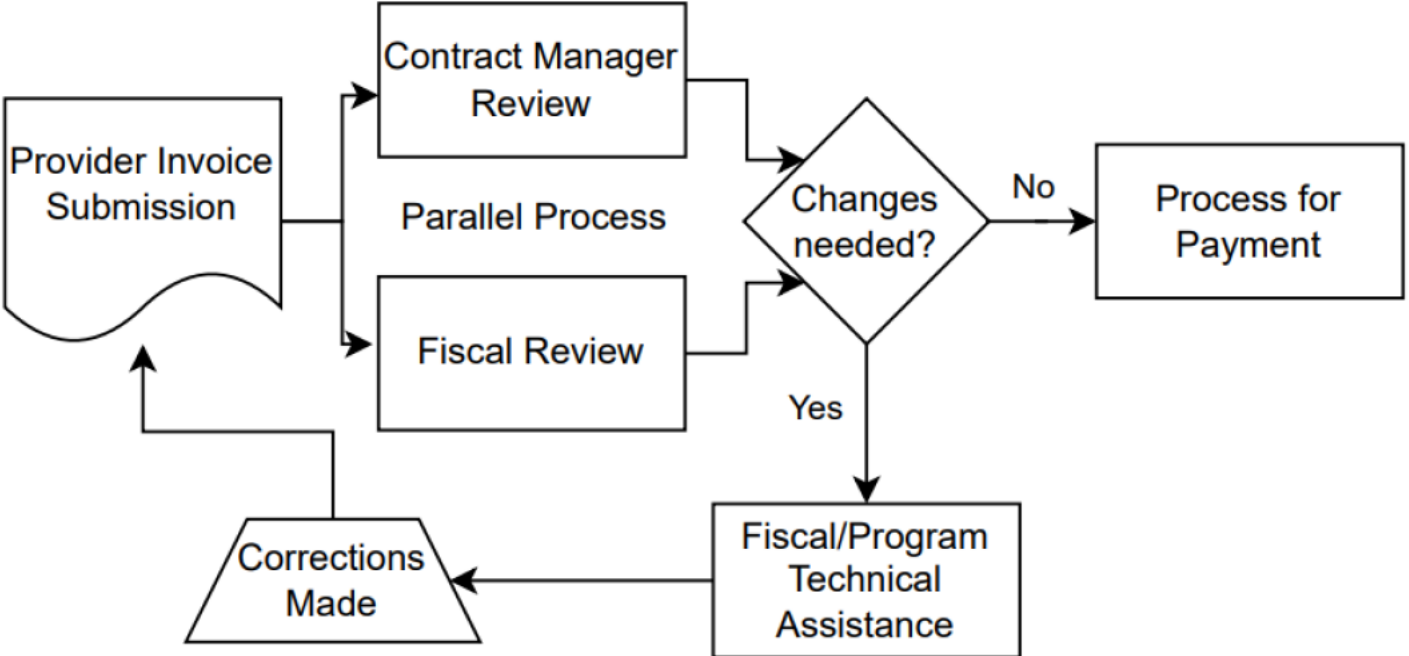 Contract Manager
Review
Provider Invoice
Submission
Parallel Process
Changes
needed?
No
Process for
Payment
Fiscal Review
Yes
Fiscal/Program
Technical
Assistance
Corrections
Made